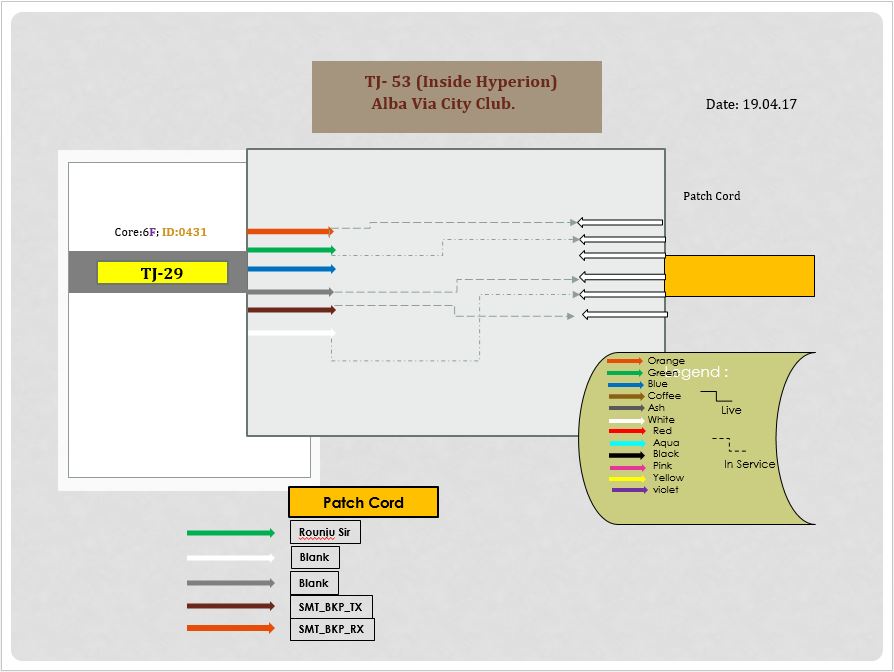 TJ- 53 (Inside Hyperion)
Alba Via City Club.
Date: 19.04.17
Patch Cord
Core:6F; ID:0431
TJ-29
Legend :
Orange
Green
Blue
Coffee
Ash
White
Red
Aqua
Black
Pink
Yellow
violet
Live
In Service
Patch Cord
Rounju Sir
Blank
Blank
SMT_BKP_TX
SMT_BKP_RX